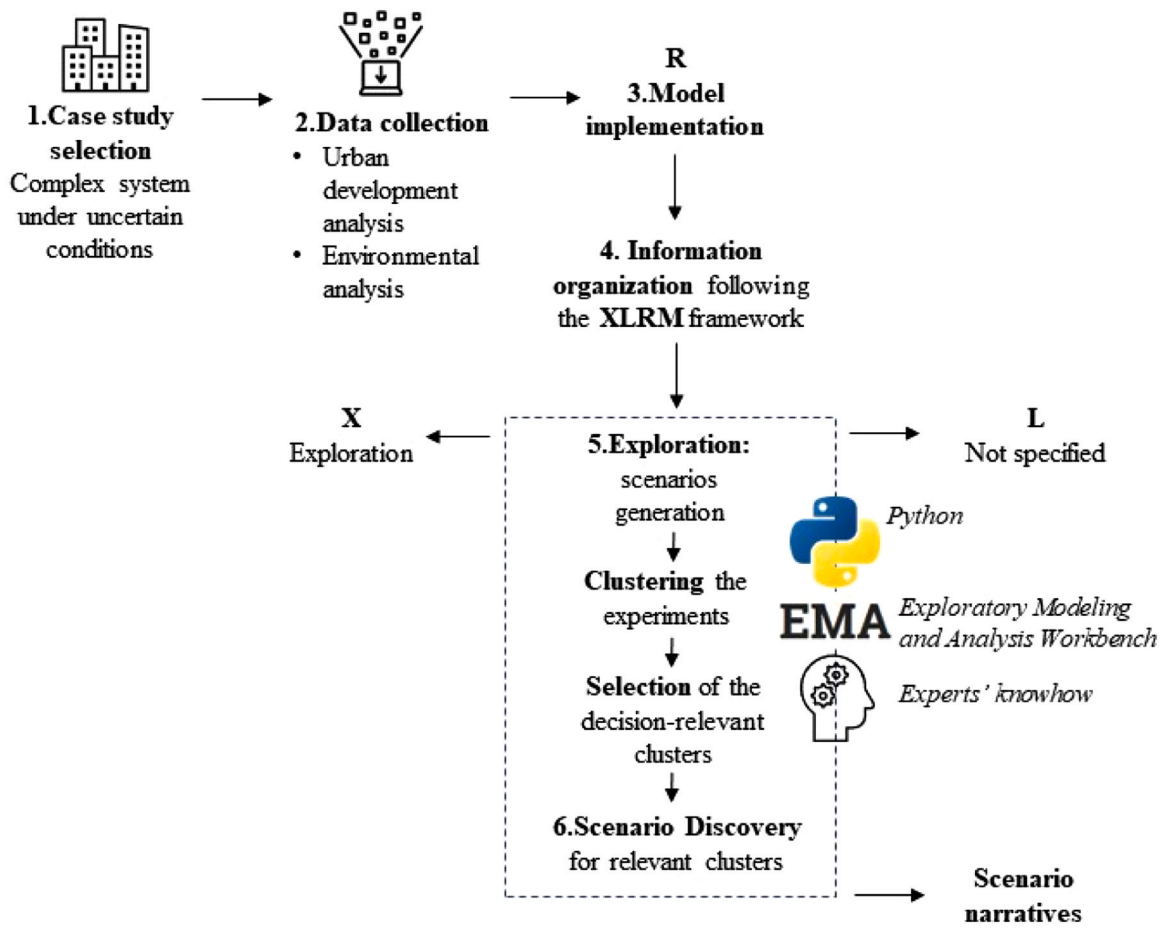 1.Case study
selection
Complex system
under uncertain
conditions
2.Data collection
• Urban
development
analysis
• Environmental
analysis
R
3.Model
implementation
4. Information
organization following
the XLRM framework
X
Exploration
L
Not specified
5.Exploration:
scenarios
generation
Clustering the
experiments
Selection of the
decision-relevant
clusters
6.Scenario Discovery
for relevant clusters
Python
EMA
Exploratory Modeling
and Analysis Workbench
Experts' knowhow
Scenario
narratives